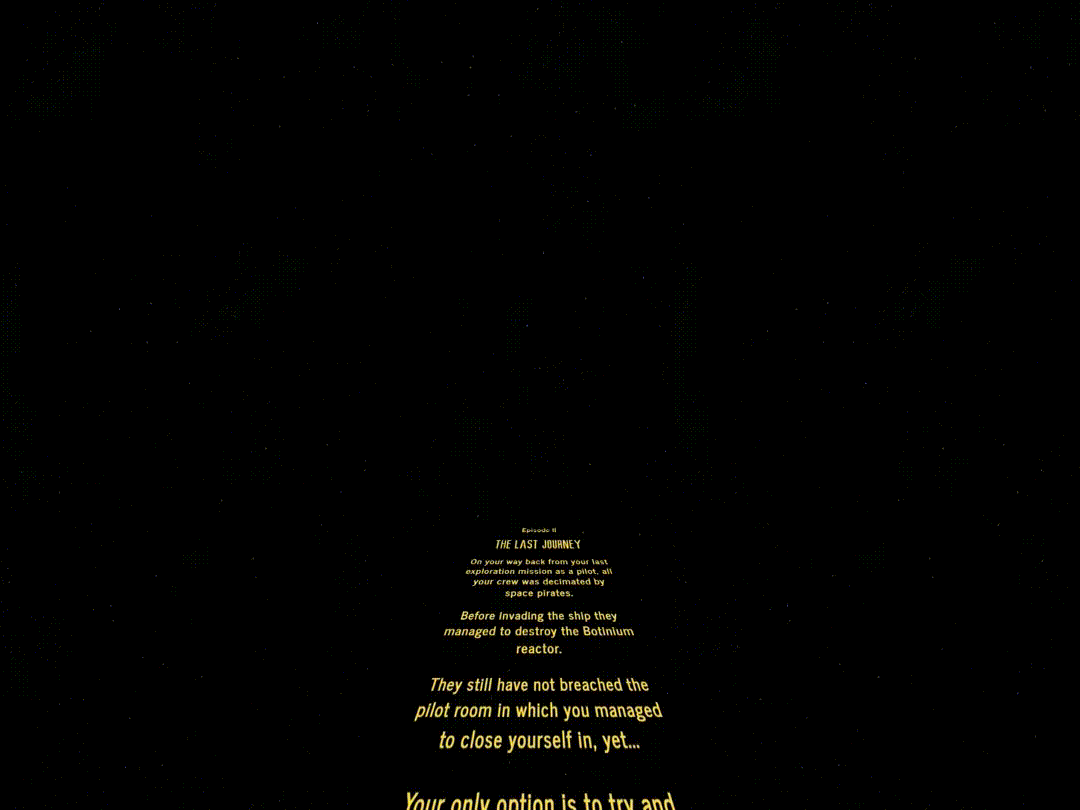 Episode II
THE LAST JOURNEY
On your way back from your last
exploration mission as a pilot, all
your crew was decimated by
space pirates.
Before invading the ship they
managed to destroy the Botinium
reactor.
They still have not breached the
pilot room in which you managed
to close yourself in, yet...
Your only option is to try and